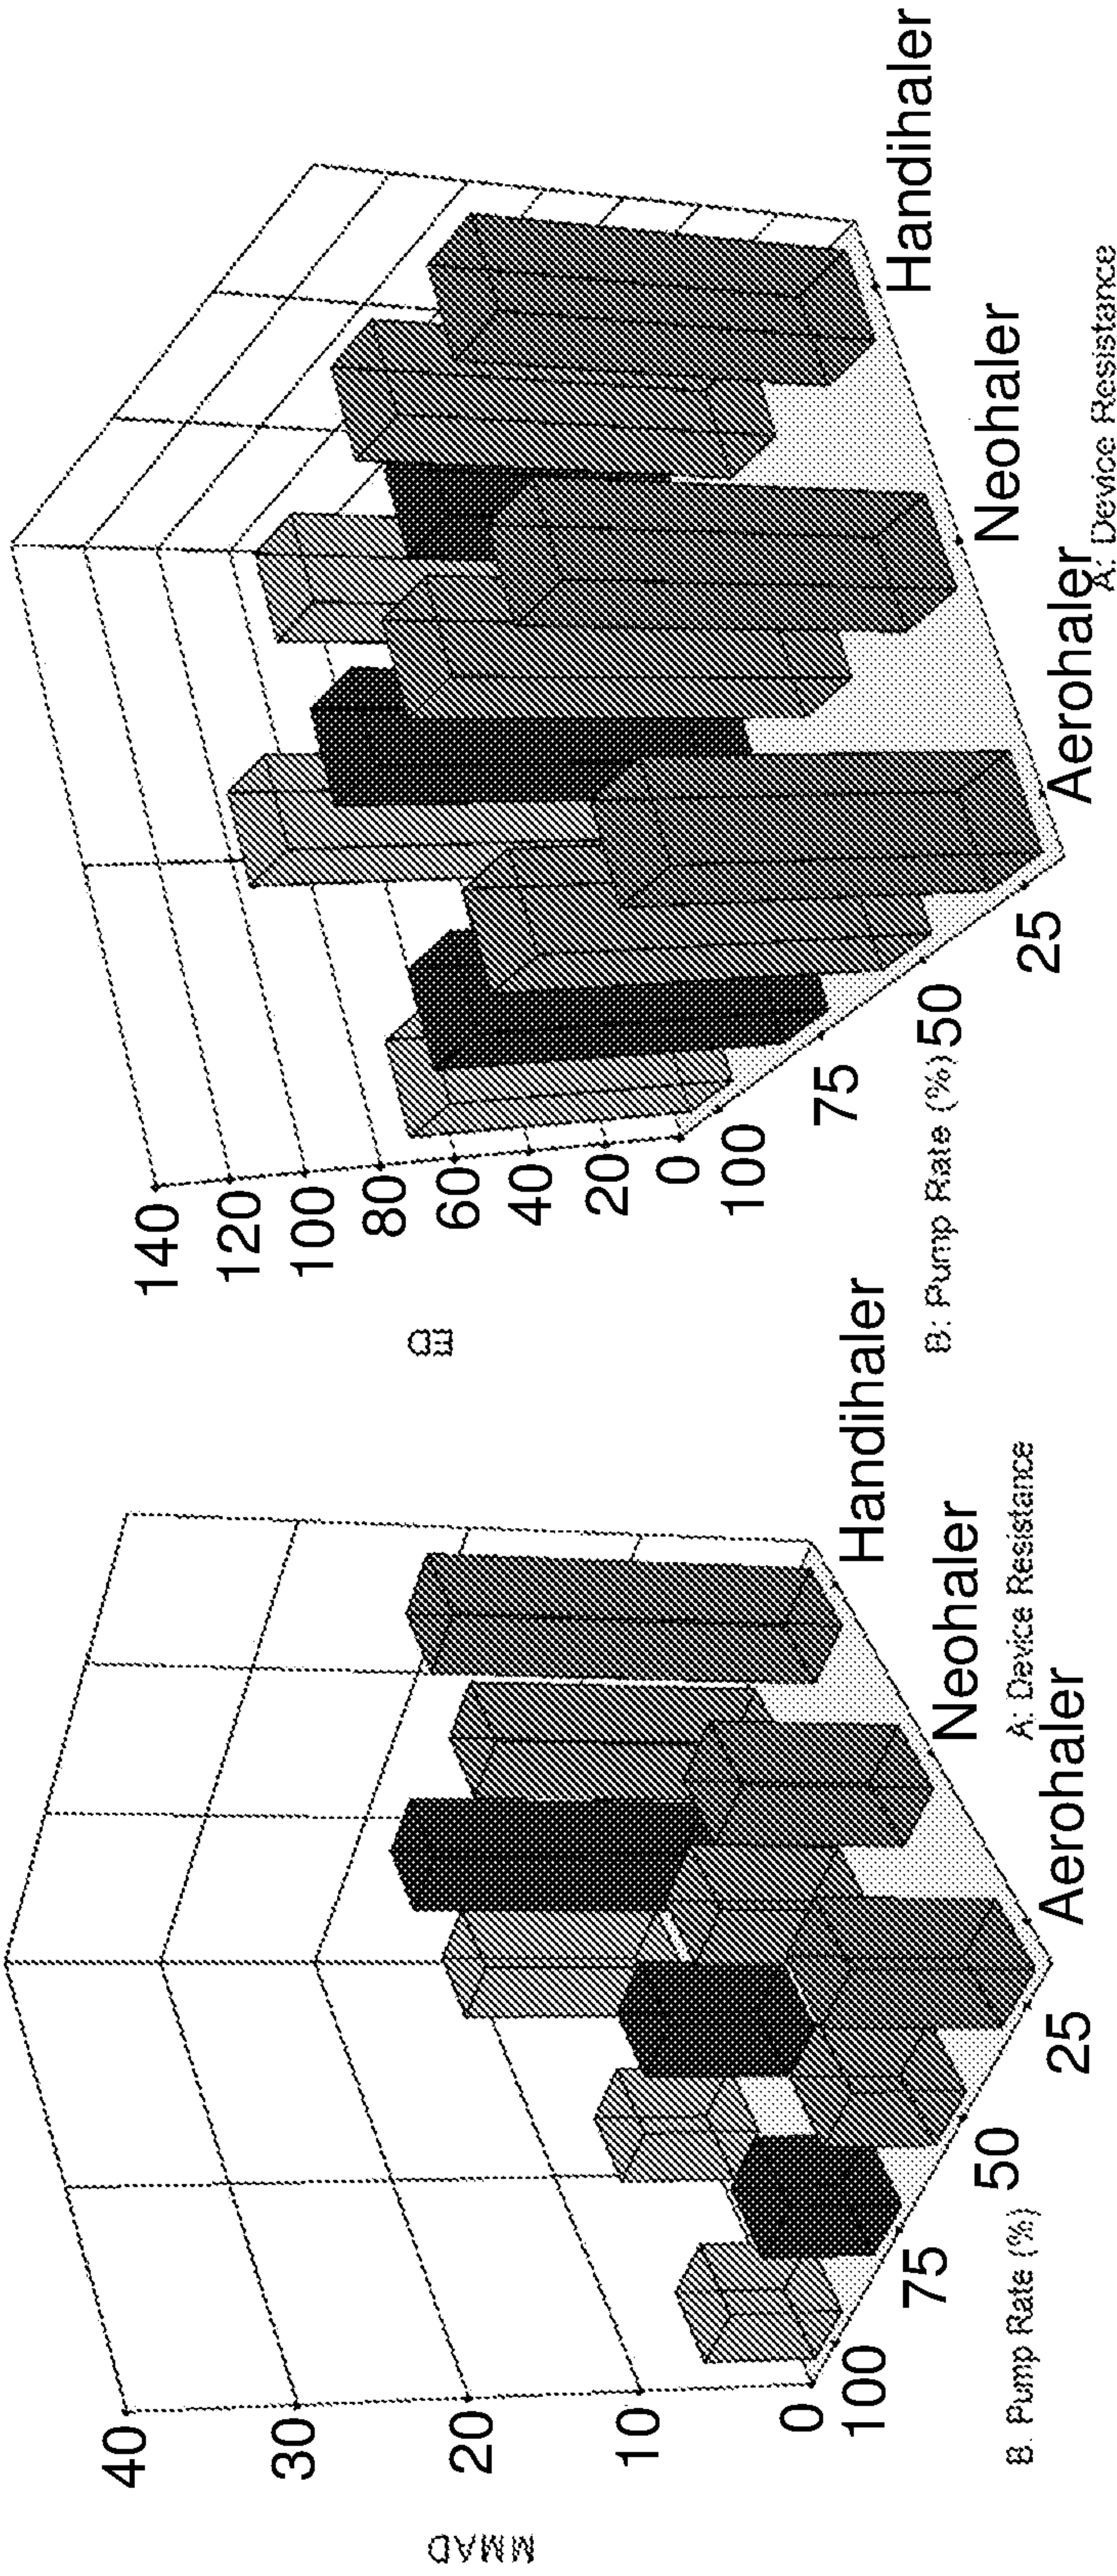 MMAD
40
30
20
10
0
100
75
50
25
B. Pump Rate (%)
Aerohaler
Neohaler
Handihaler
A: Device Resistance
ED
140
120
100
80
60
40
20
0
100
75
50
25
B: Pump Rate (%)
Aerohaler
Neohaler
Handihaler
A: Device Resistance